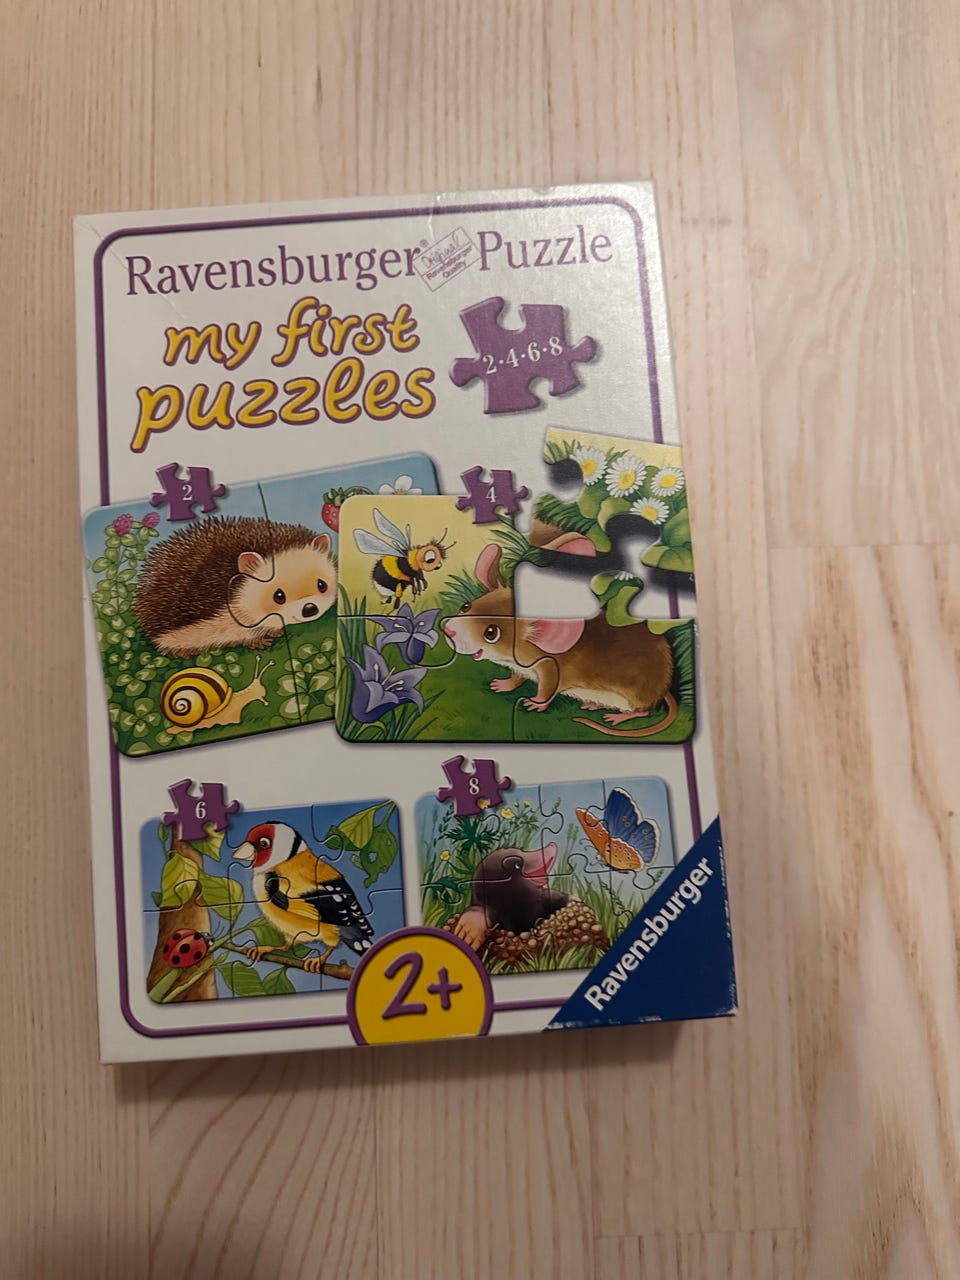 Ravensburger® Original Ravensburger Quality Puzzle
my first
puzzles
2·4·6·8
2
4
6
8
2+
Ravensburger